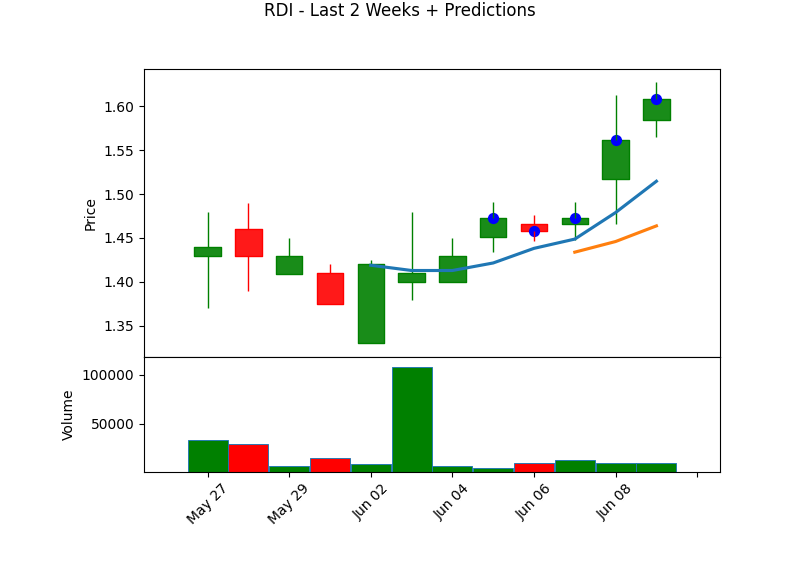 RDI - Last 2 Weeks + Predictions
Price
1.60
1.55
1.50
1.45
1.40
1.35
Volume
100000
50000
May 27
May 29
Jun 02
Jun 04
Jun 06
Jun 08